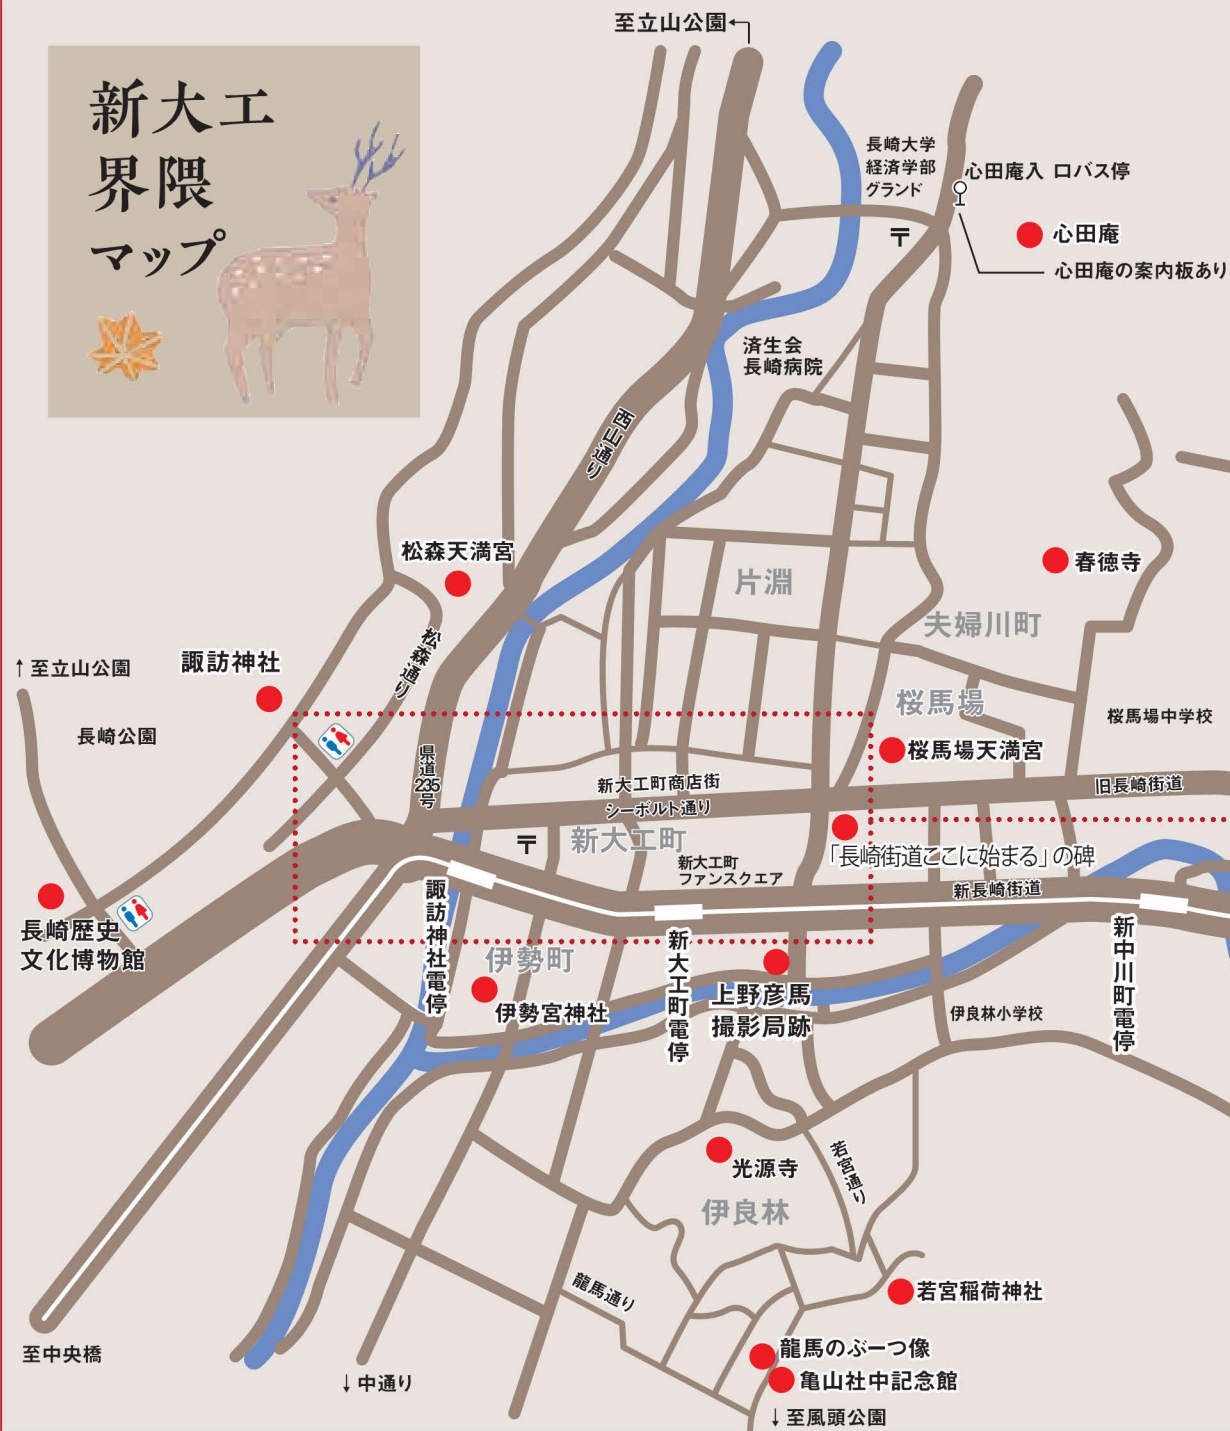 新大工
界隈
マップ
至立山公園
長崎大学
経済学部
グランド
心田庵入 口バス停
心田庵
心田庵の案内板あり
〒
済生会
長崎病院
西山通り
松森天満宮
片淵
春徳寺
夫婦川町
松森通り
諏訪神社
↑至立山公園
長崎公園
桜馬場
桜馬場中学校
桜馬場天満宮
県道
235
号
新大工町商店街
シーボルト通り
旧長崎街道
〒
新大工町
新大工町
ファンスクエア
「長崎街道ここに始まる」の碑
新長崎街道
長崎歴史
文化博物館
諏訪神社電停
伊勢町
伊勢宮神社
新大工町電停
上野彦馬
撮影局跡
伊良林小学校
新中川町電停
光源寺
若宮通り
伊良林
龍馬通り
若宮稲荷神社
龍馬のぶーつ像
亀山社中記念館
至中央橋
↓中通り
↓至風頭公園